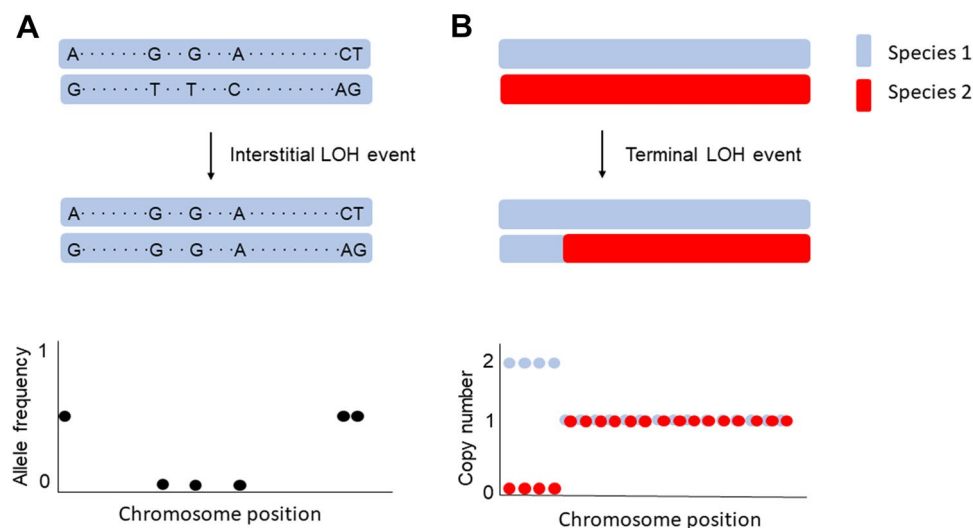 A
A·······G··G···A·········CT
G·······T··T···C··········AG
Interstitial LOH event
A·······G··G···A·········CT
G·······G··G···A··········AG
Allele frequency
1
0
Chromosome position
B
Species 1
Species 2
Terminal LOH event
Copy number
2
1
0
Chromosome position